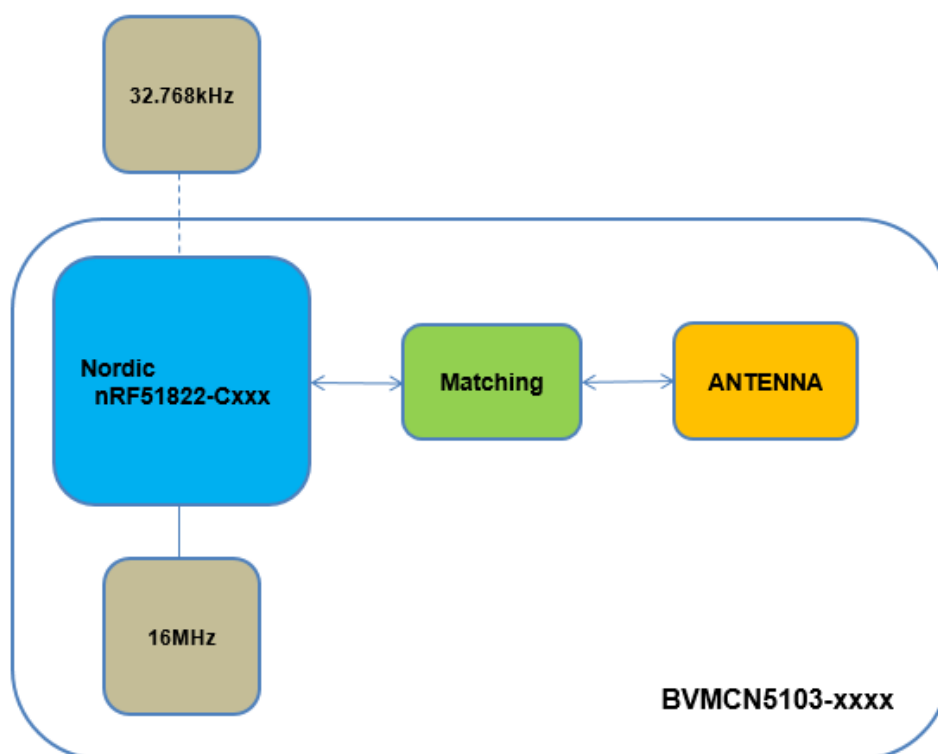 32.768kHz
Nordic
nRF51822-Cxxx
Matching
ANTENNA
16MHz
BVMCN5103-xxxx